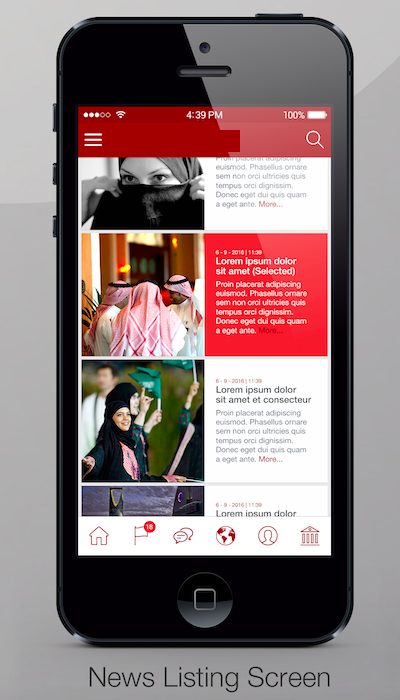 4:39 PM
100%
Proin placerat adipiscing
euismod. Phasellus ornare
sem non orci ultricies quis
tempus orci dignissim.
Donec eget dui quis quam
a eget ante. More...
6 - 9 - 2016 | 11:39
Lorem ipsum dolor
sit amet (Selected)
Proin placerat adipiscing
euismod. Phasellus ornare
sem non orci ultricies quis
tempus orci dignissim.
Donec eget dui quis quam
a eget ante. More...
6 - 9 - 2016 | 11:39
Lorem ipsum dolor
sit amet et consecteur
Proin placerat adipiscing
euismod. Phasellus ornare
sem non orci ultricies quis
tempus orci dignissim.
Donec eget dui quis quam
a eget ante. More...
6 - 9 - 2016 | 11:39
Lorem ipsum dolor
18
News Listing Screen